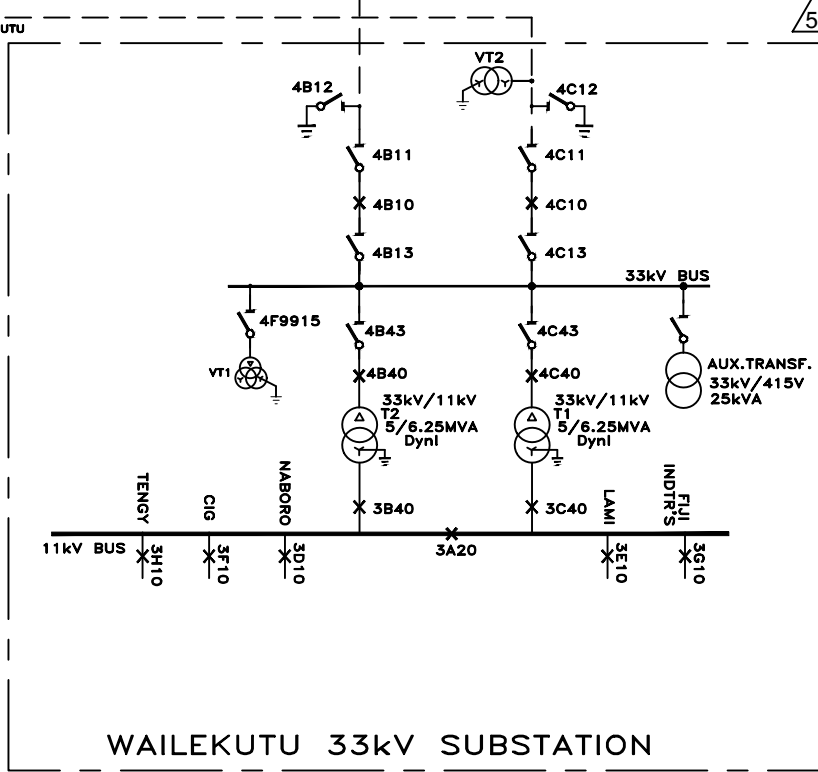 UTU
5
VT2
4B12
4C12
4B11
4C11
4B10
4C10
4B13
4C13
33kV BUS
4F9915
4B43
4C43
VT1
4B40
4C40
AUX.TRANSF.
33kV/415V
25kVA
33kV/11kV
T2
5/6.25MVA
Dyn1
33kV/11kV
T1
5/6.25MVA
Dyn1
TENGY
CIG
NABORO
LAMI
FIJI
INDTR'S
3B40
3C40
11kV BUS
3H10
3F10
3D10
3A20
3E10
3G10
WAILEKUTU 33kV SUBSTATION